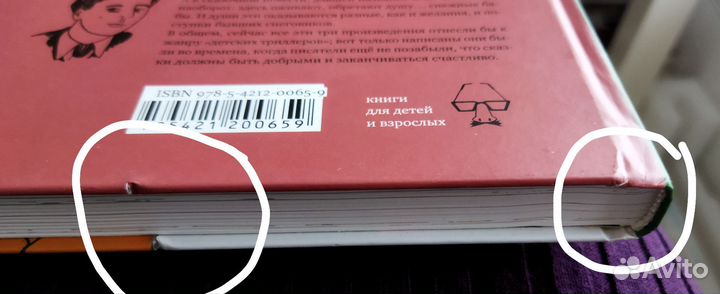 наоборот: здесь оживают, обретают душу ... снежные ба-
бы. И души эти оказываются разные, как и желания, и по-
ступки бывших снеговиков.
В общем, сейчас все эти три произведения отнесли бы к
жанру «детских триллеров»; вот только написаны они бы-
ли во времена, когда писатели ещё не позабыли, что сказ-
ки должны быть добрыми и заканчиваться счастливо.
ISBN 978-5-4212-0065-9
785421 200659
книги
для детей
и взрослых
Avito